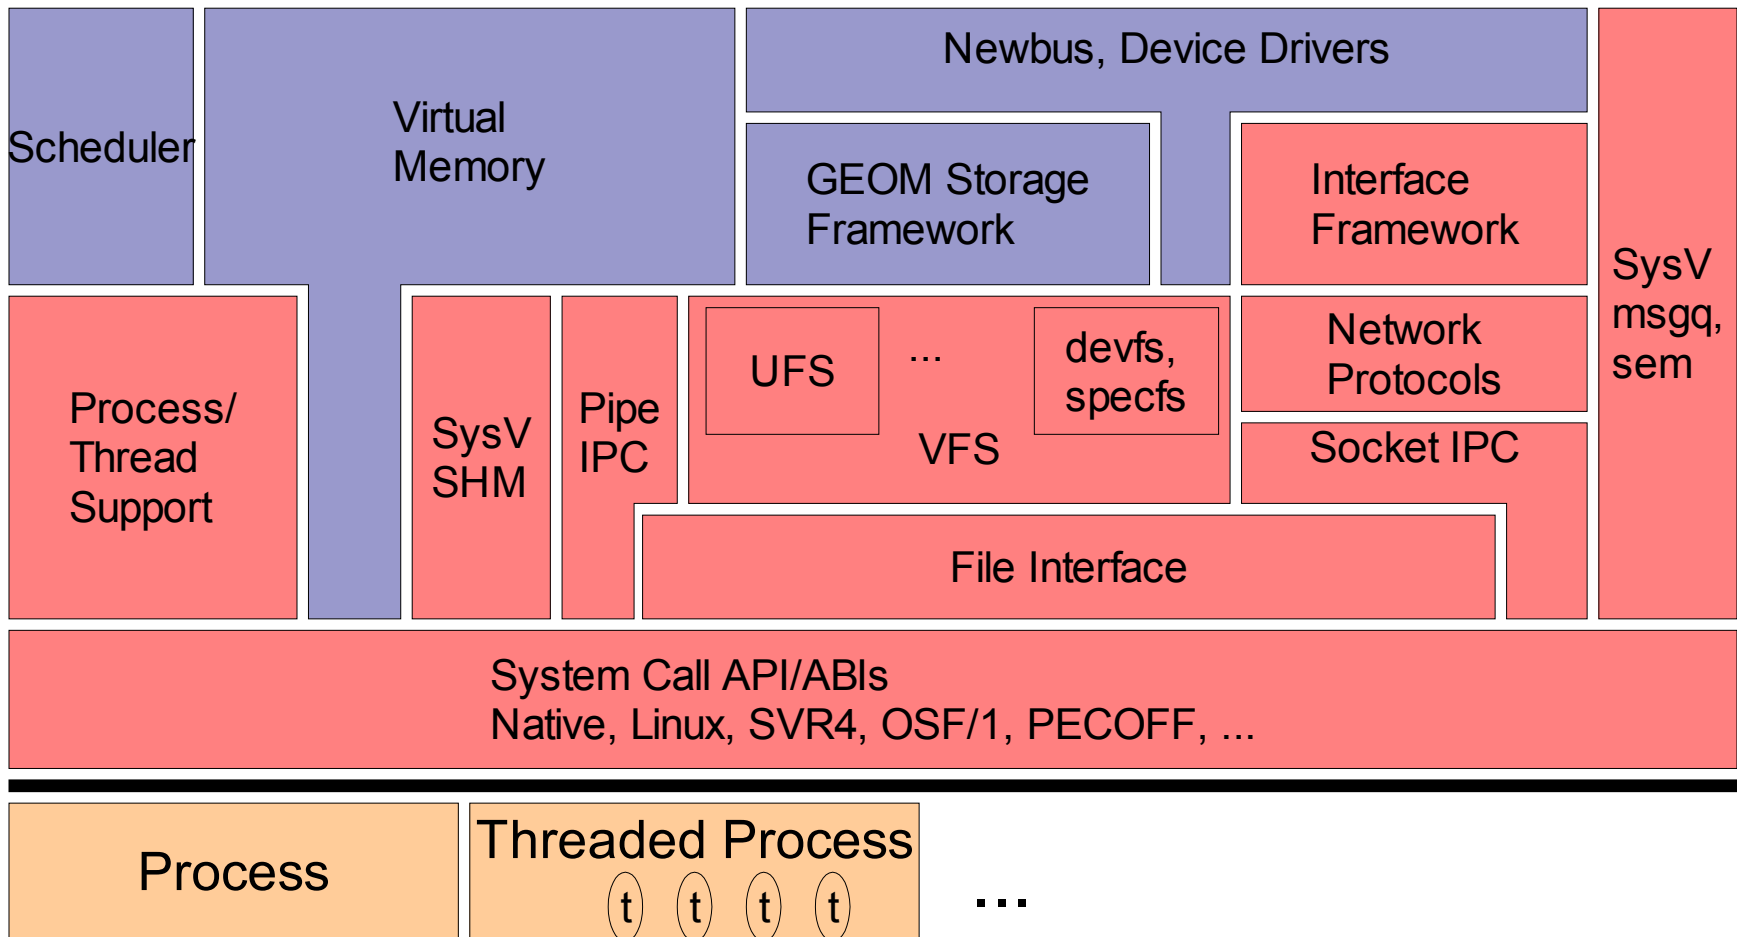 Newbus, Device Drivers
Scheduler
Virtual
Memory
GEOM Storage
Framework
Interface
Framework
SysV
msgq,
sem
Process/
Thread
Support
SysV
SHM
Pipe
IPC
UFS
...
devfs,
specfs
VFS
Network
Protocols
Socket IPC
File Interface
System Call API/ABIs
Native, Linux, SVR4, OSF/1, PECOFF, ...
Process
Threaded Process
t t t t
...